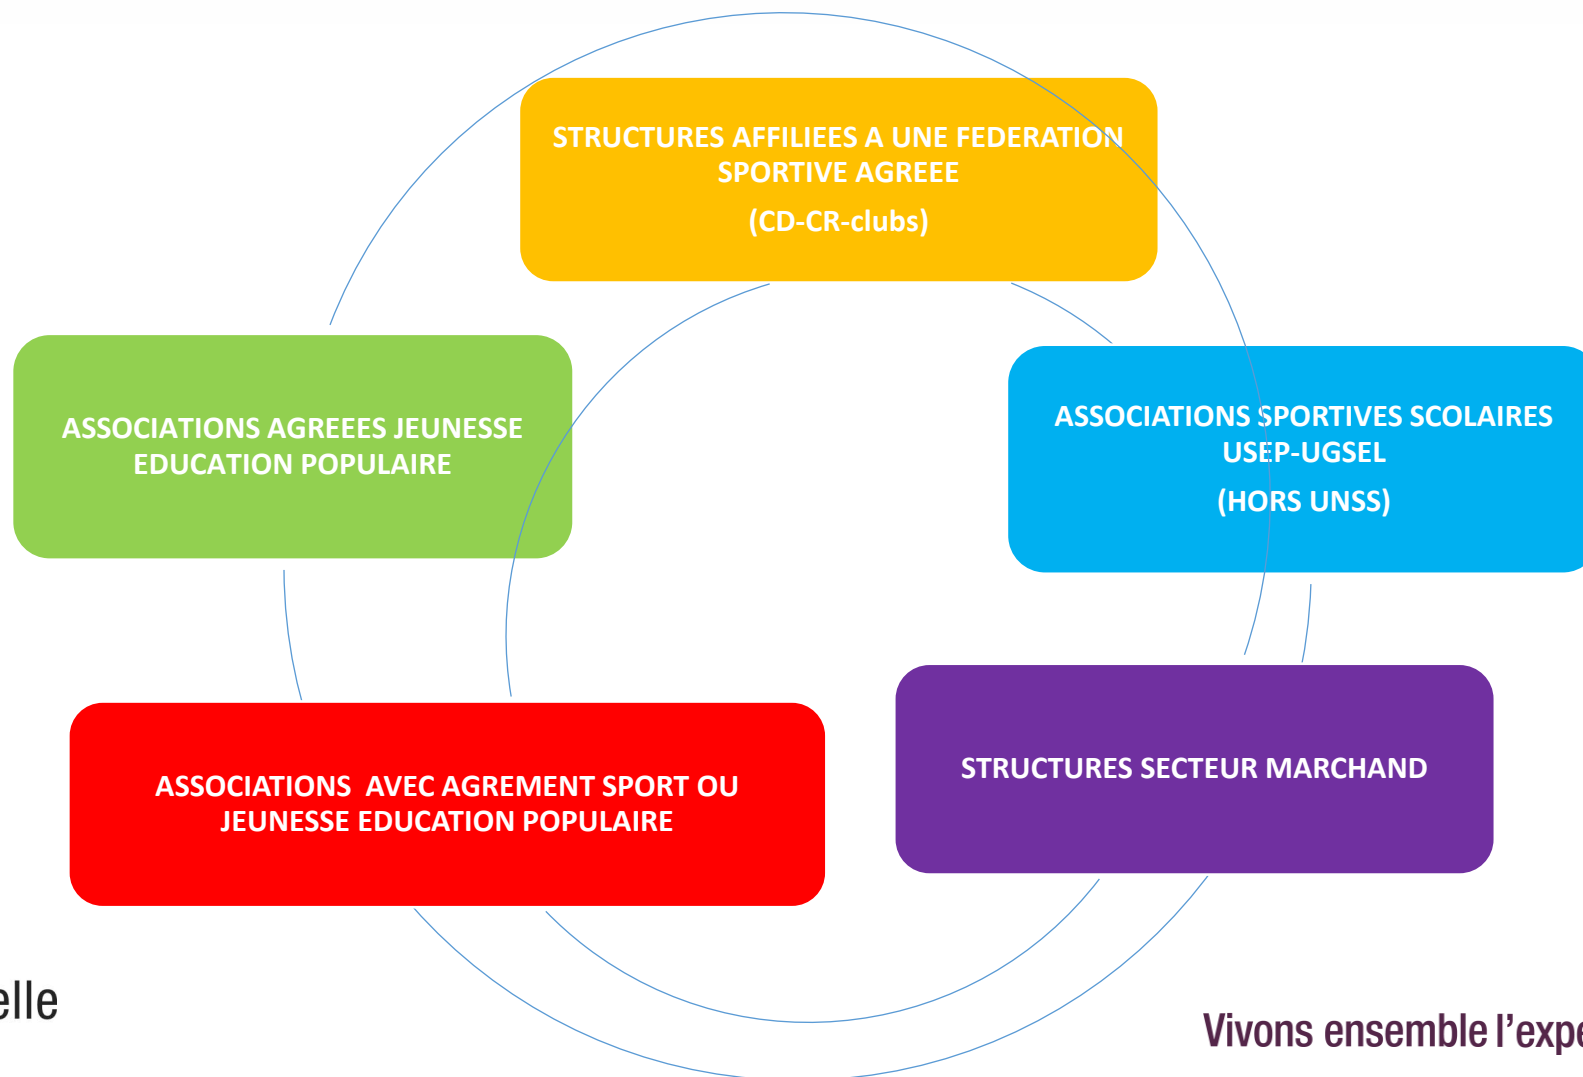 STRUCTURES AFFILIEES A UNE FEDERATION
SPORTIVE AGREEE
(CD-CR-clubs)
ASSOCIATIONS AGREEES JEUNESSE
EDUCATION POPULAIRE
ASSOCIATIONS SPORTIVES SCOLAIRES
USEP-UGSEL
(HORS UNSS)
ASSOCIATIONS AVEC AGREMENT SPORT OU
JEUNESSE EDUCATION POPULAIRE
STRUCTURES SECTEUR MARCHAND
elle
Vivons ensemble l'expé